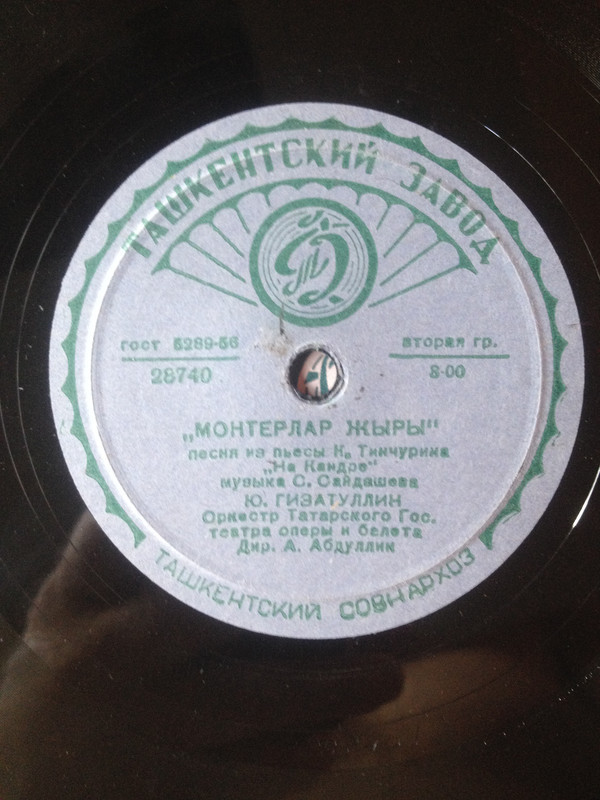 ТАШКЕНТСКИЙ ЗАВОД
гост 5289-56
вторая гр.
28740
8-00
„МОНТЕРЛАР ЖЫРЫ"
песня из пьесы К. Тинчурина
„На Кандре"
музыка С. Сайдашева
Ю. ГИЗАТУЛЛИН
Оркестр Татарского Гос.
театра оперы и балета
Дир. А. Абдуллин
ТАШКЕНТСКИЙ СОВНАРХОЗ